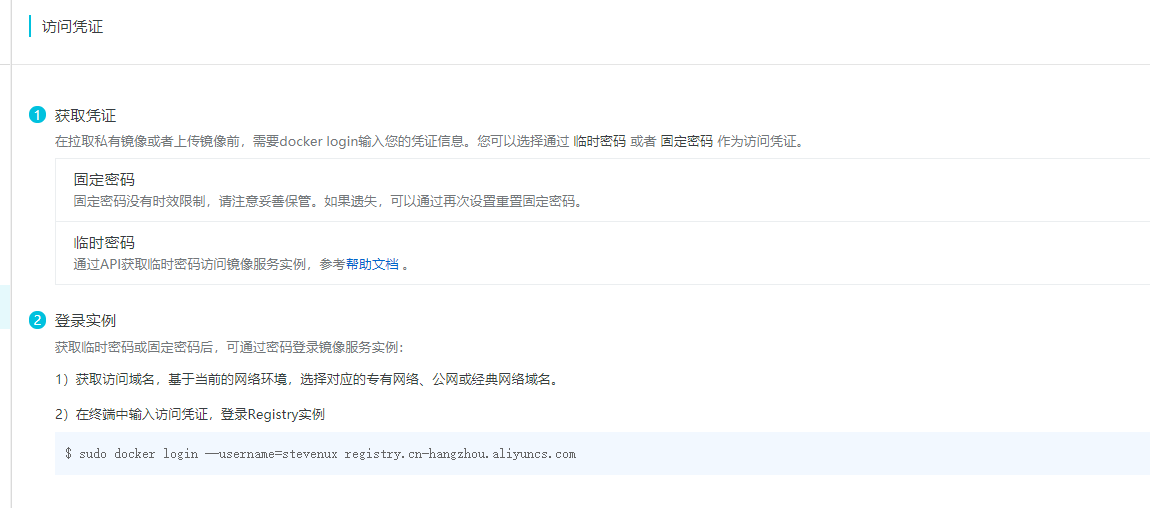 访问凭证
1 获取凭证
在拉取私有镜像或者上传镜像前，需要docker login输入您的凭证信息。您可以选择通过 临时密码 或者 固定密码 作为访问凭证。
固定密码
固定密码没有时效限制，请注意妥善保管。如果遗失，可以通过再次设置重置固定密码。
临时密码
通过API获取临时密码访问镜像服务实例，参考帮助文档 。
2 登录实例
获取临时密码或固定密码后，可通过密码登录镜像服务实例：
1）获取访问域名，基于当前的网络环境，选择对应的专有网络、公网或经典网络域名。
2）在终端中输入访问凭证，登录Registry实例
$ sudo docker login --username=stevenux registry.cn-hangzhou.aliyuncs.com